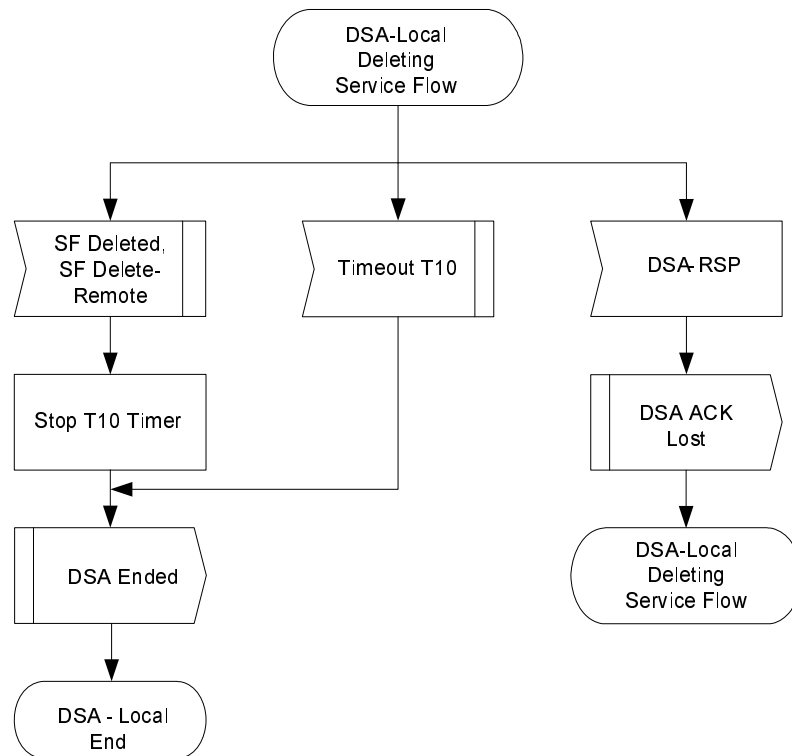 DSA-Local
Deleting
Service Flow
SF Deleted,
SF Delete-
Remote
Timeout T10
DSA-RSP
Stop T10 Timer
DSA ACK
Lost
DSA Ended
DSA-Local
Deleting
Service Flow
DSA - Local
End